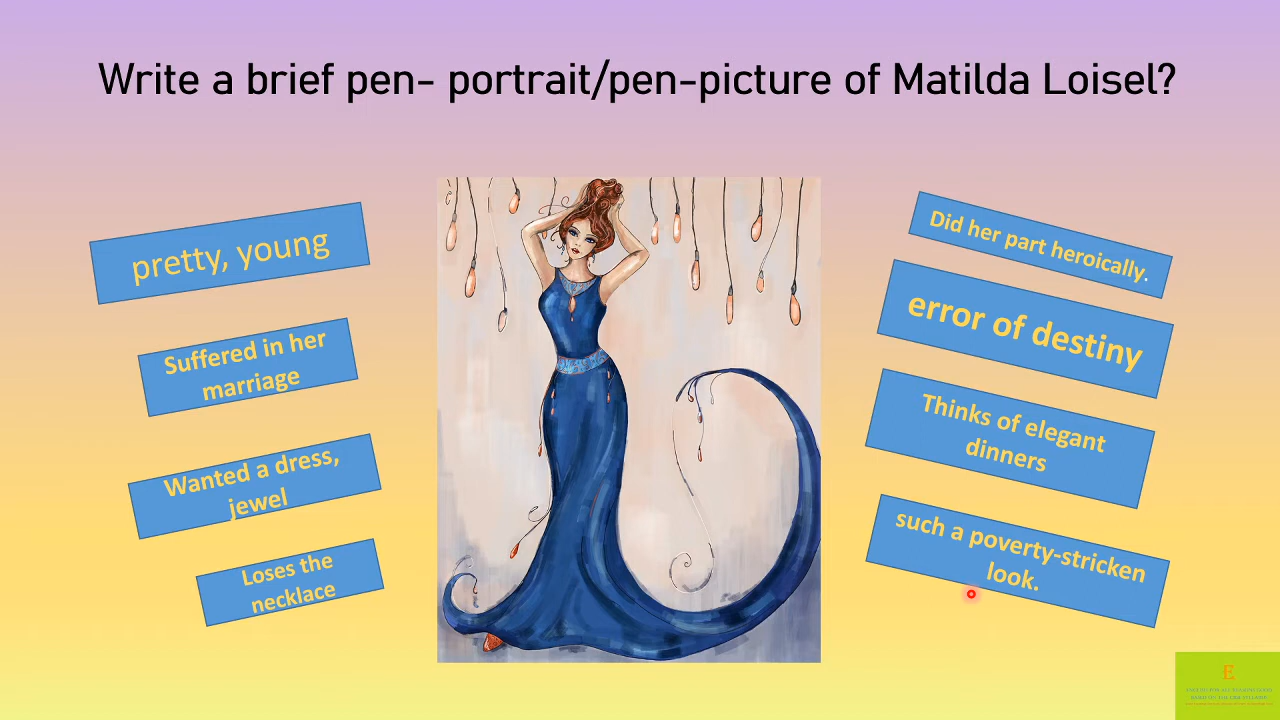 Write a brief pen- portrait/pen-picture of Matilda Loisel?
pretty, young
Suffered in her
marriage
Wanted a dress,
jewel
Loses the
necklace
Did her part heroically.
error of destiny
Thinks of elegant
dinners
such a poverty-stricken
look.
E